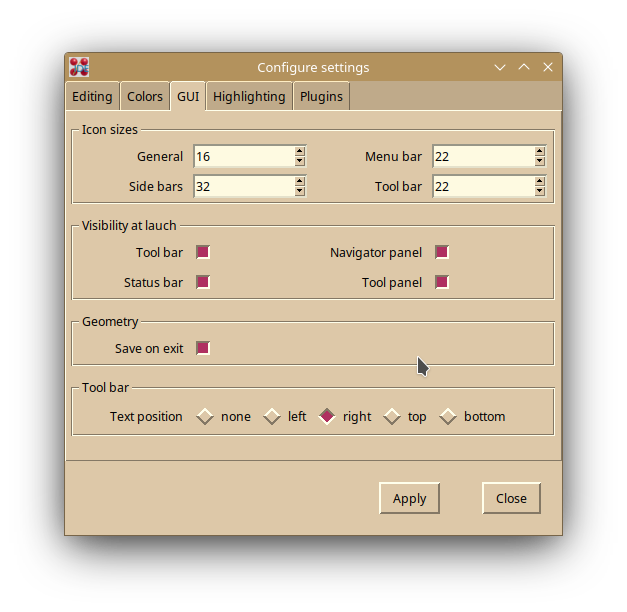 Configure settings
Editing Colors GUI Highlighting Plugins
Icon sizes
General 16 Menu bar 22
Side bars 32 Tool bar 22
Visibility at lauch
Tool bar Navigator panel
Status bar Tool panel
Geometry
Save on exit
Tool bar
Text position none left right top bottom
Apply Close